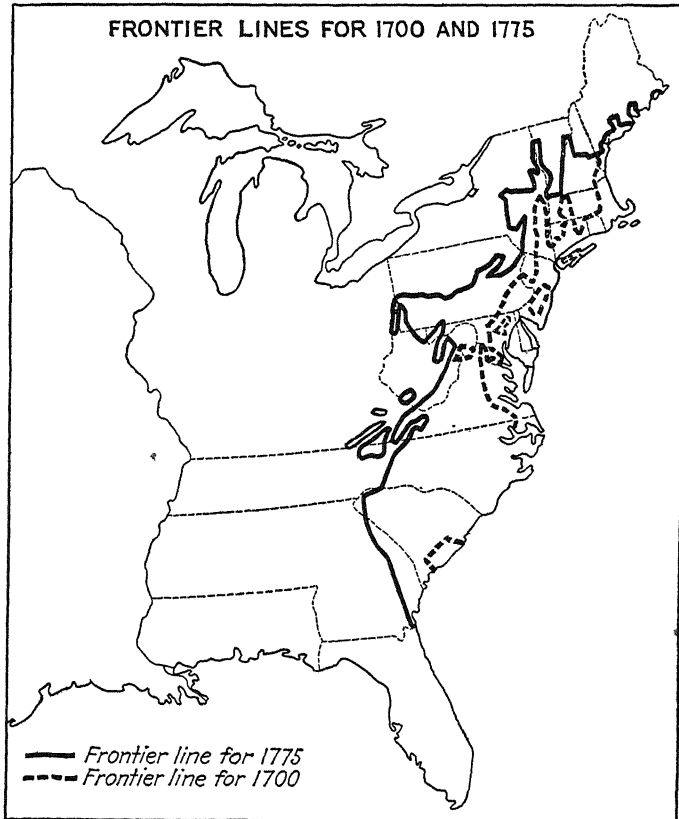 FRONTIER LINES FOR 1700 AND 1775
Frontier line for 1775
Frontier line for 1700